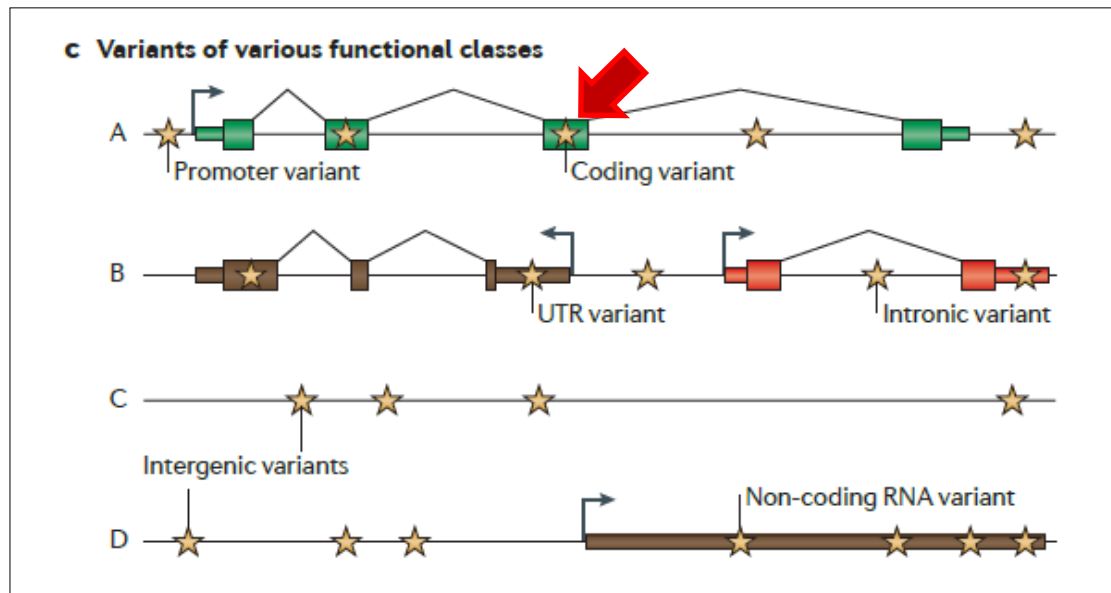 c Variants of various functional classes
A
Promoter variant
Coding variant
B
UTR variant
Intronic variant
C
Intergenic variants
Non-coding RNA variant
D